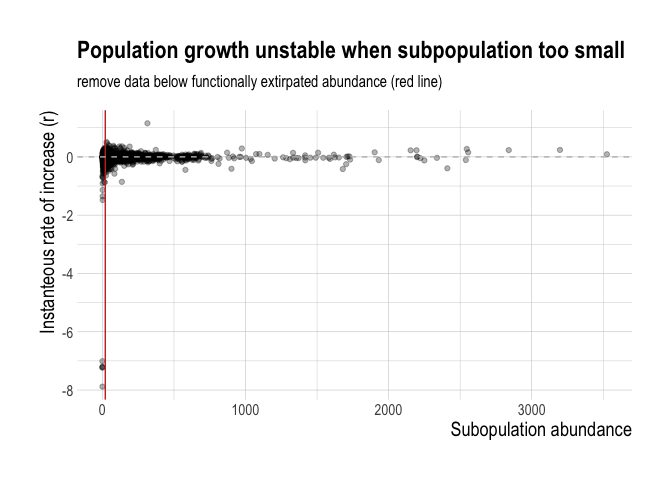 Population growth unstable when subpopulation too small
remove data below functionally extirpated abundance (red line)
Instanteous rate of increase (r)
0
-2
-4
-6
-8
0
1000
2000
3000
Subopulation abundance